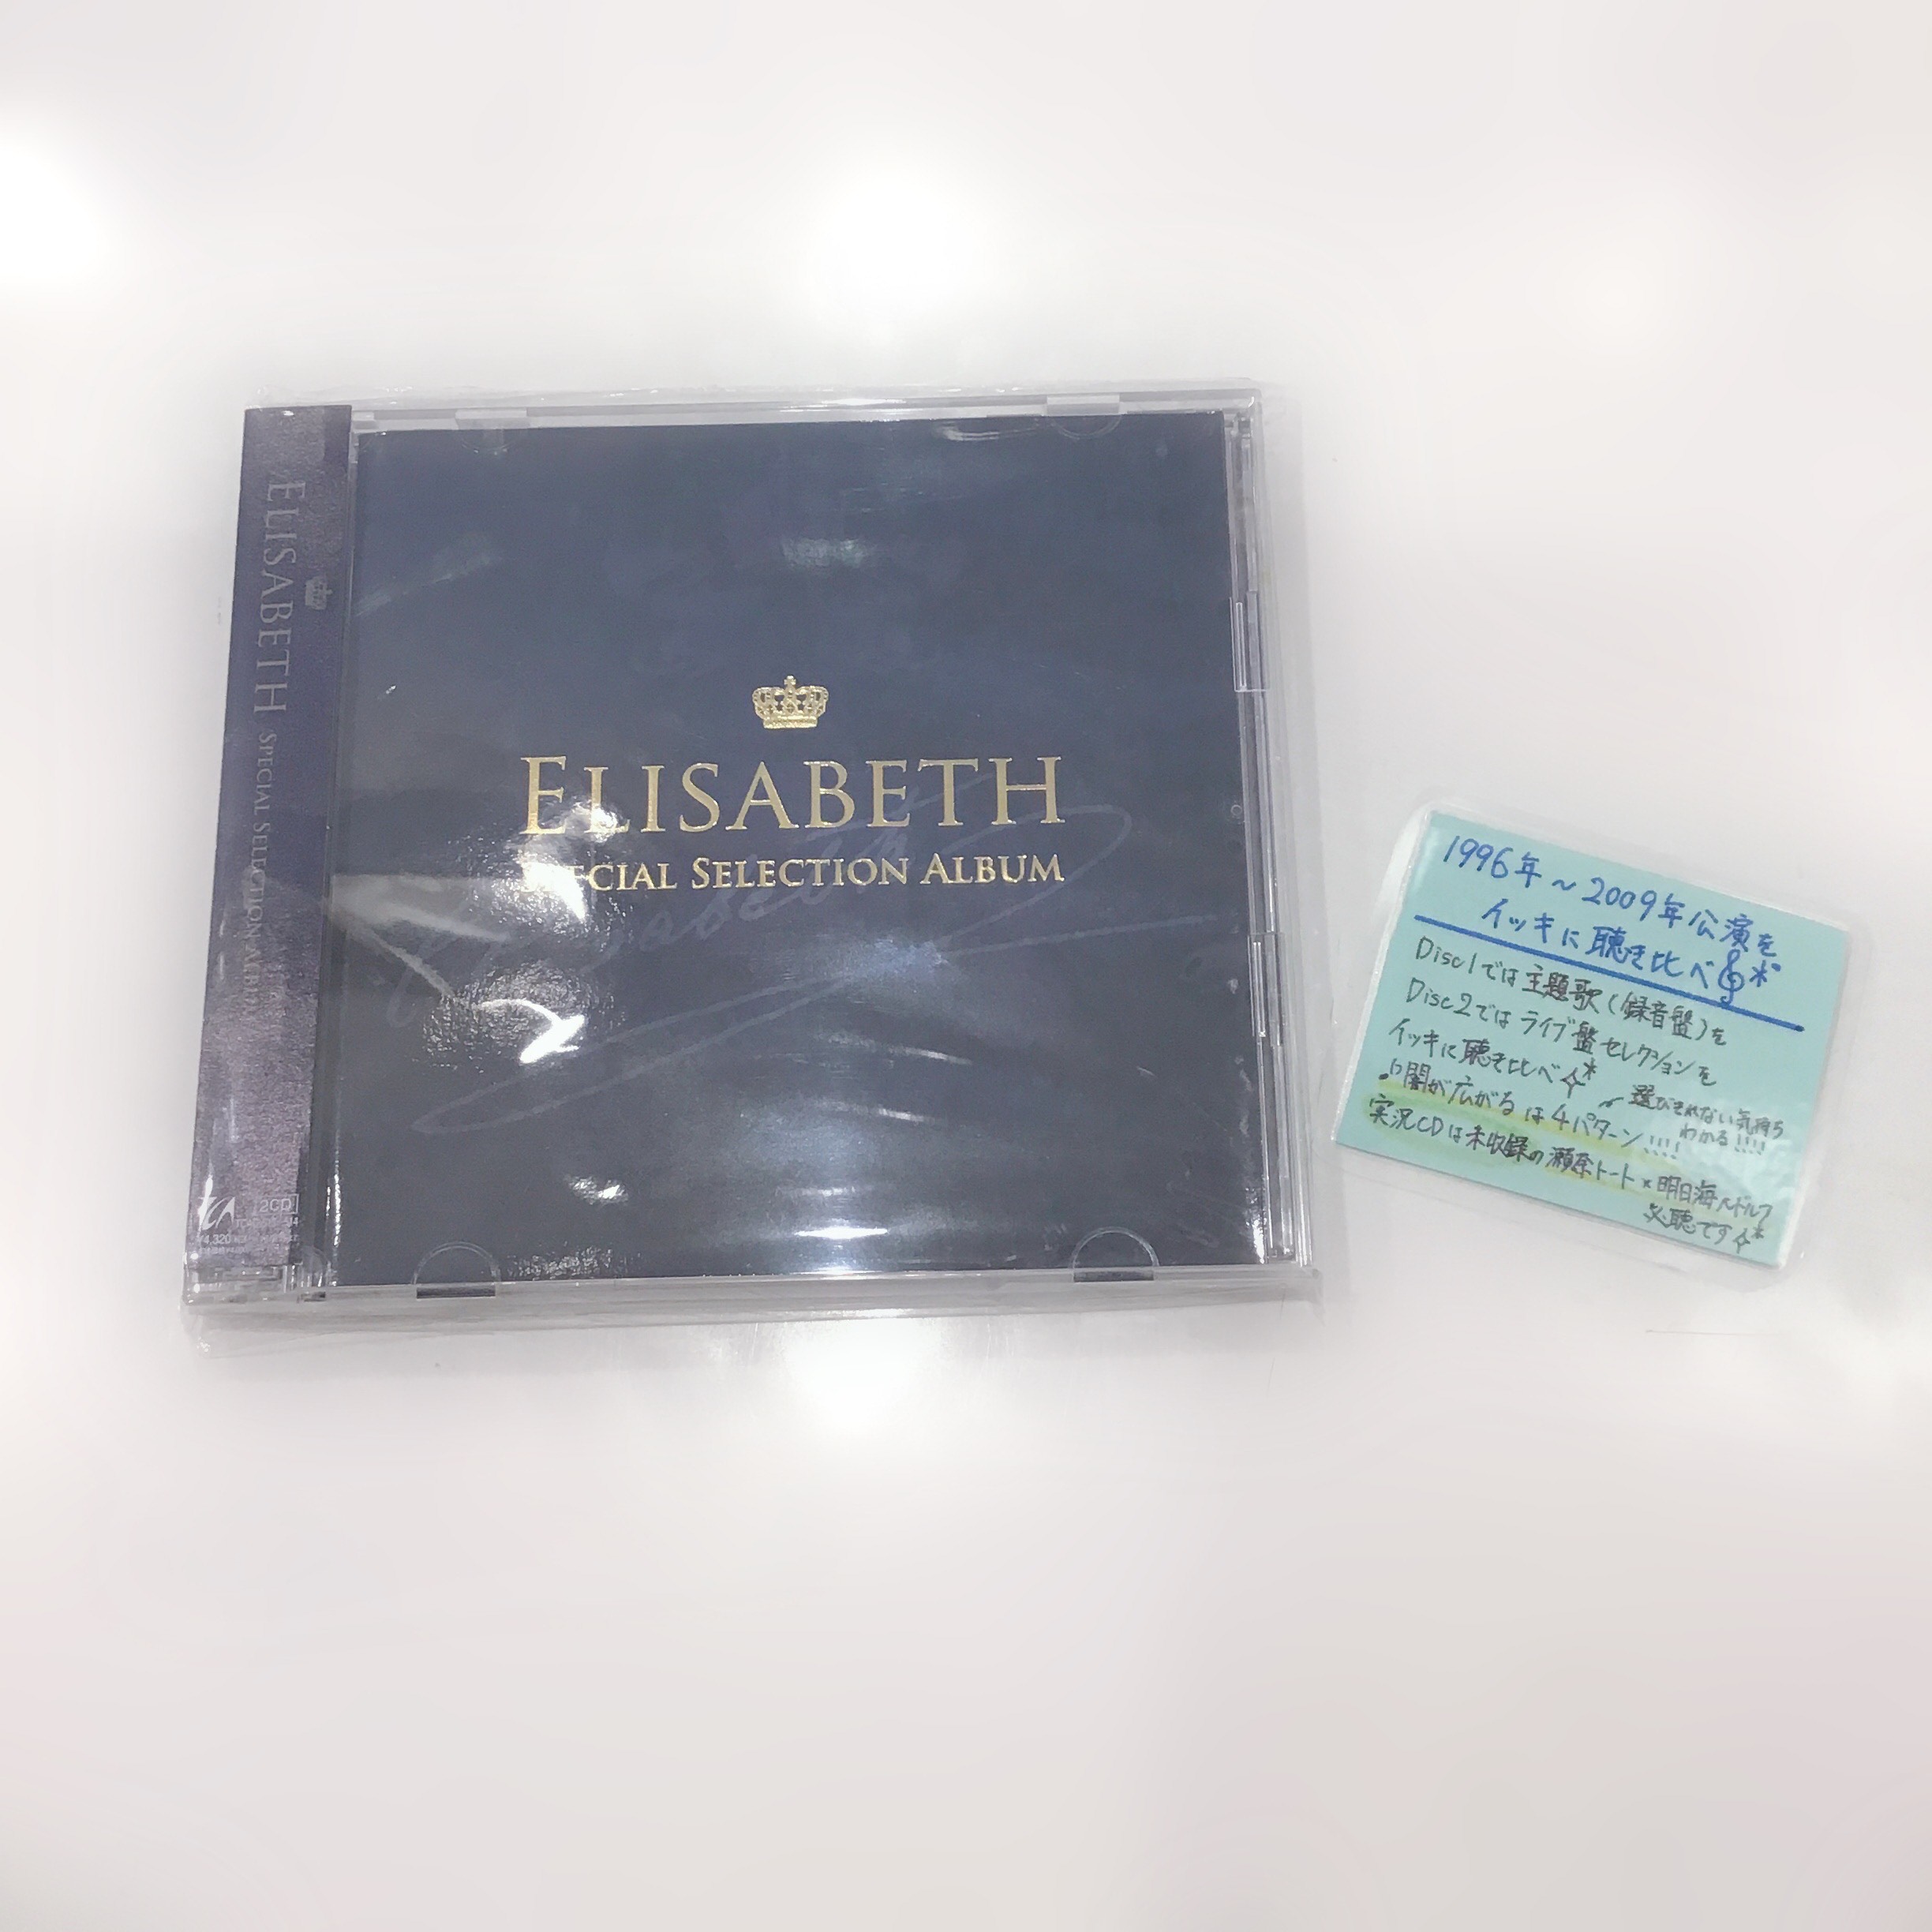 ELISABETH SPECIAL SELECTION ALBUM
TCA
2CD
¥4,320
ELISABETH
SPECIAL SELECTION ALBUM
Elisabeth
1996年～2009年公演を
イッキに聴き比べ
Disc1では主題歌(録音盤)を
Disc2ではライブ盤セレクションを
イッキに聴き比べ
闇が広がるは4パターン!!!!
選びきれない気持ち
わかる!!!!
実況CDは未収録の瀬奈トート×明日海ルドルフ
必聴です